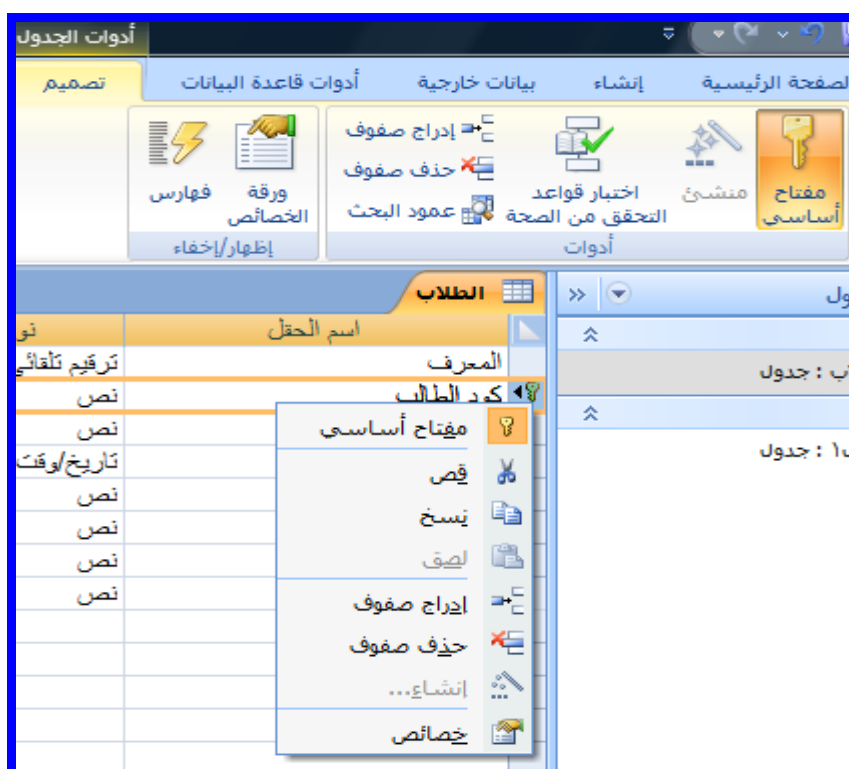 أدوات الجدول
الصفحة الرئيسية
إنشاء
بيانات خارجية
أدوات قاعدة البيانات
تصميم
مفتاح أساسي
منشئ
اختبار قواعد التحقق من الصحة
إدراج صفوف
حذف صفوف
عمود البحث
أدوات
ورقة الخصائص
فهارس
إظهار/إخفاء
الطلاب
: جدول
: جدول
اسم الحقل
المعرف
ترقيم تلقائي
كود الطالب
نص
نص
تاريخ/وقت
نص
نص
نص
نص
مفتاح أساسي
قص
نسخ
لصق
إدراج صفوف
حذف صفوف
إنشاء...
خصائص